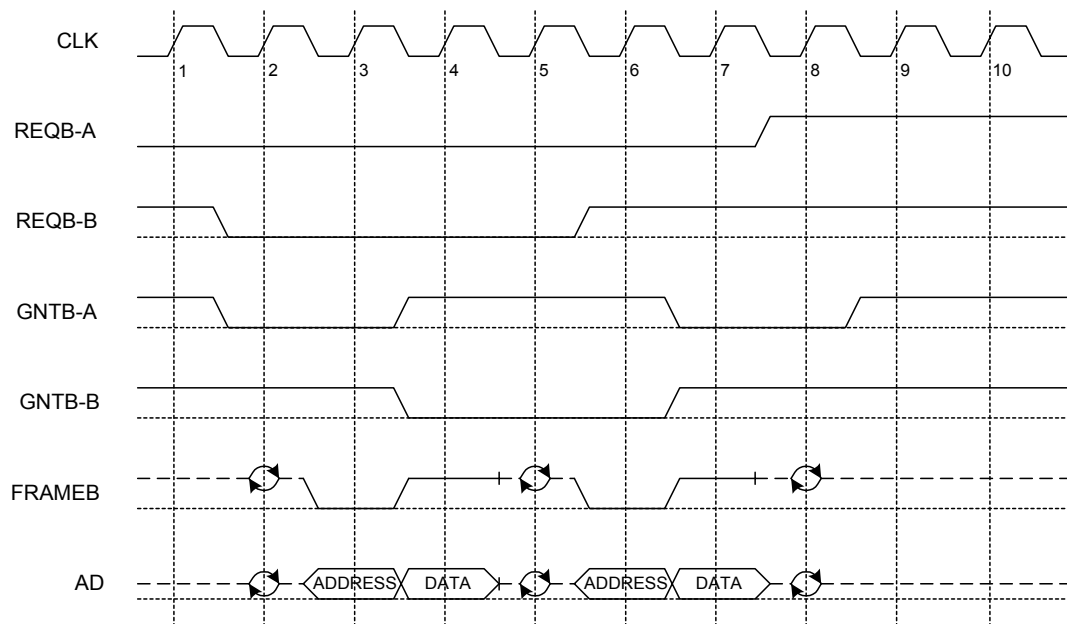 CLK
1 2 3 4 5 6 7 8 9 10
REQB-A
REQB-B
GNTB-A
GNTB-B
FRAMEB
AD ADDRESS DATA ADDRESS DATA